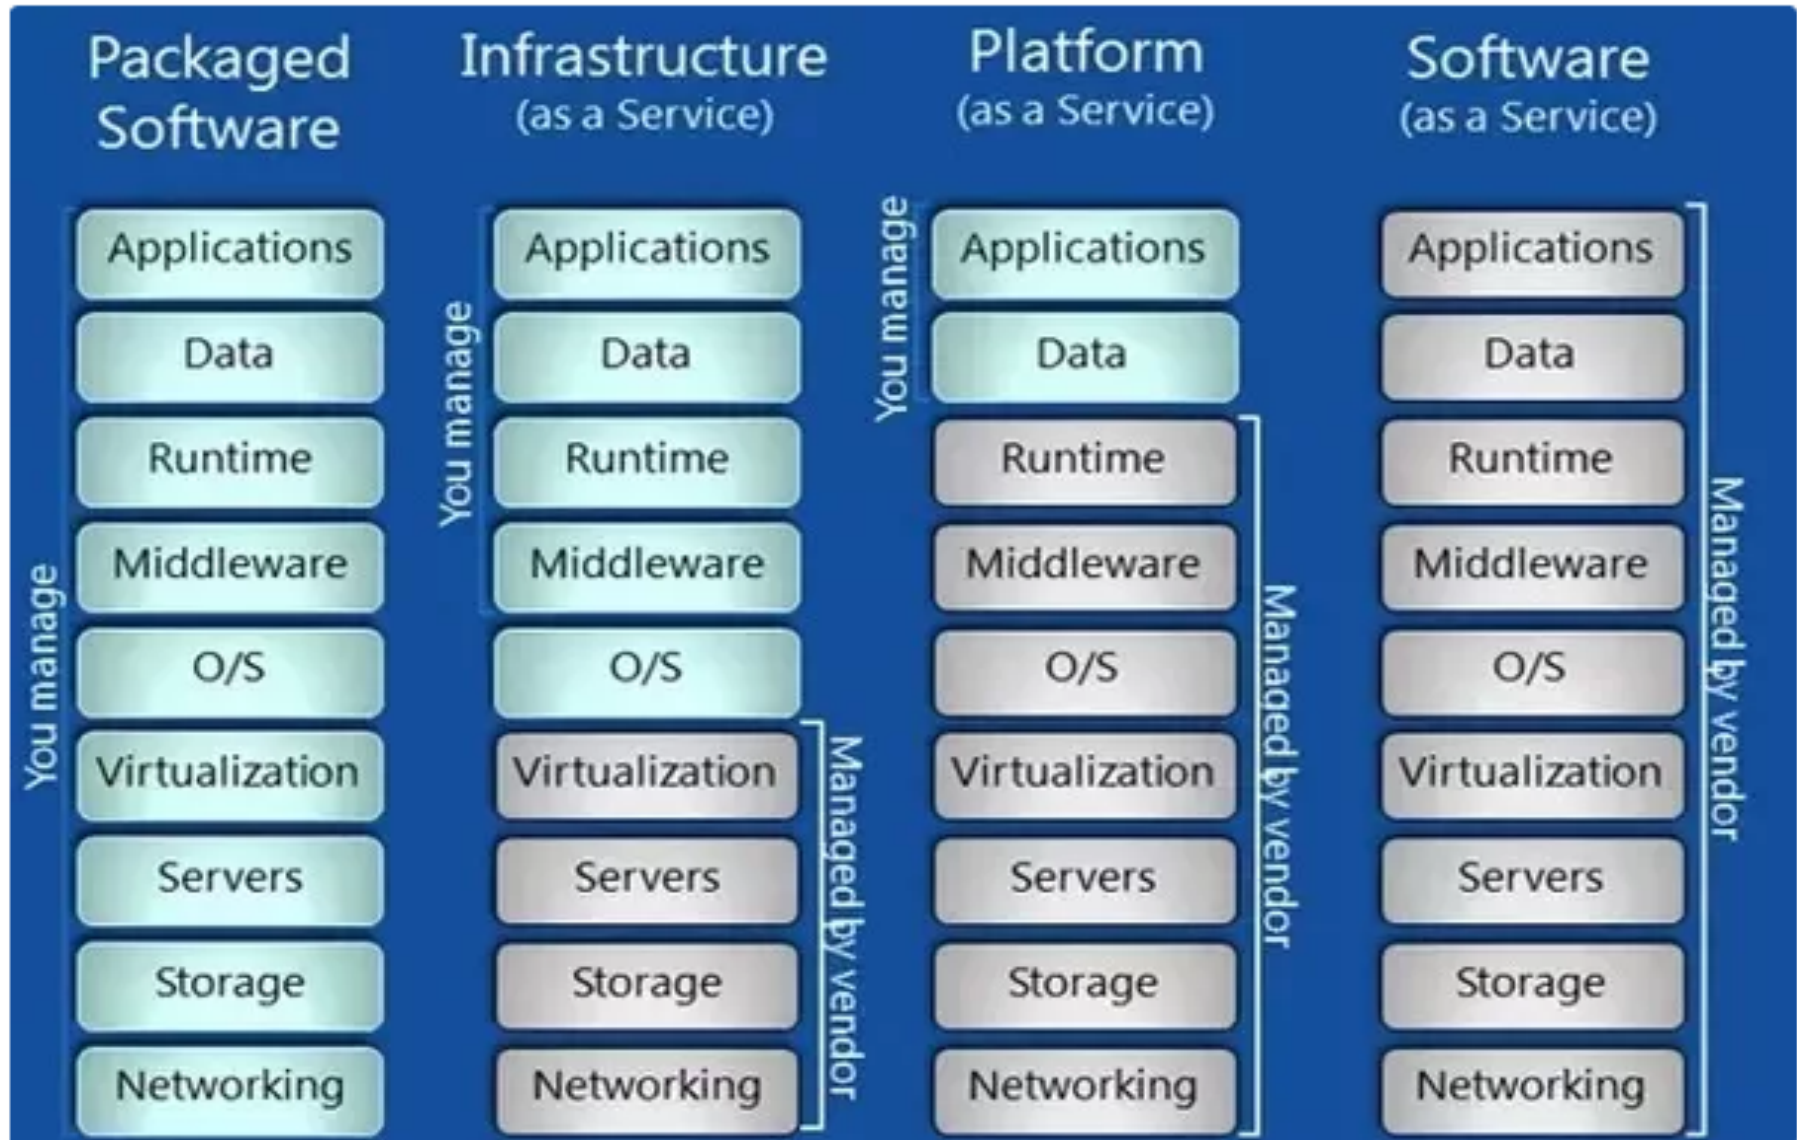 Packaged
Software
You manage
Applications
Data
Runtime
Middleware
O/S
Virtualization
Servers
Storage
Networking
Infrastructure
(as a Service)
You manage
Applications
Data
Runtime
Middleware
O/S
Virtualization
Servers
Storage
Networking
Managed by vendor
Platform
(as a Service)
You manage
Applications
Data
Runtime
Middleware
O/S
Virtualization
Servers
Storage
Networking
Managed by vendor
Software
(as a Service)
Applications
Data
Runtime
Middleware
O/S
Virtualization
Servers
Storage
Networking
Managed by vendor